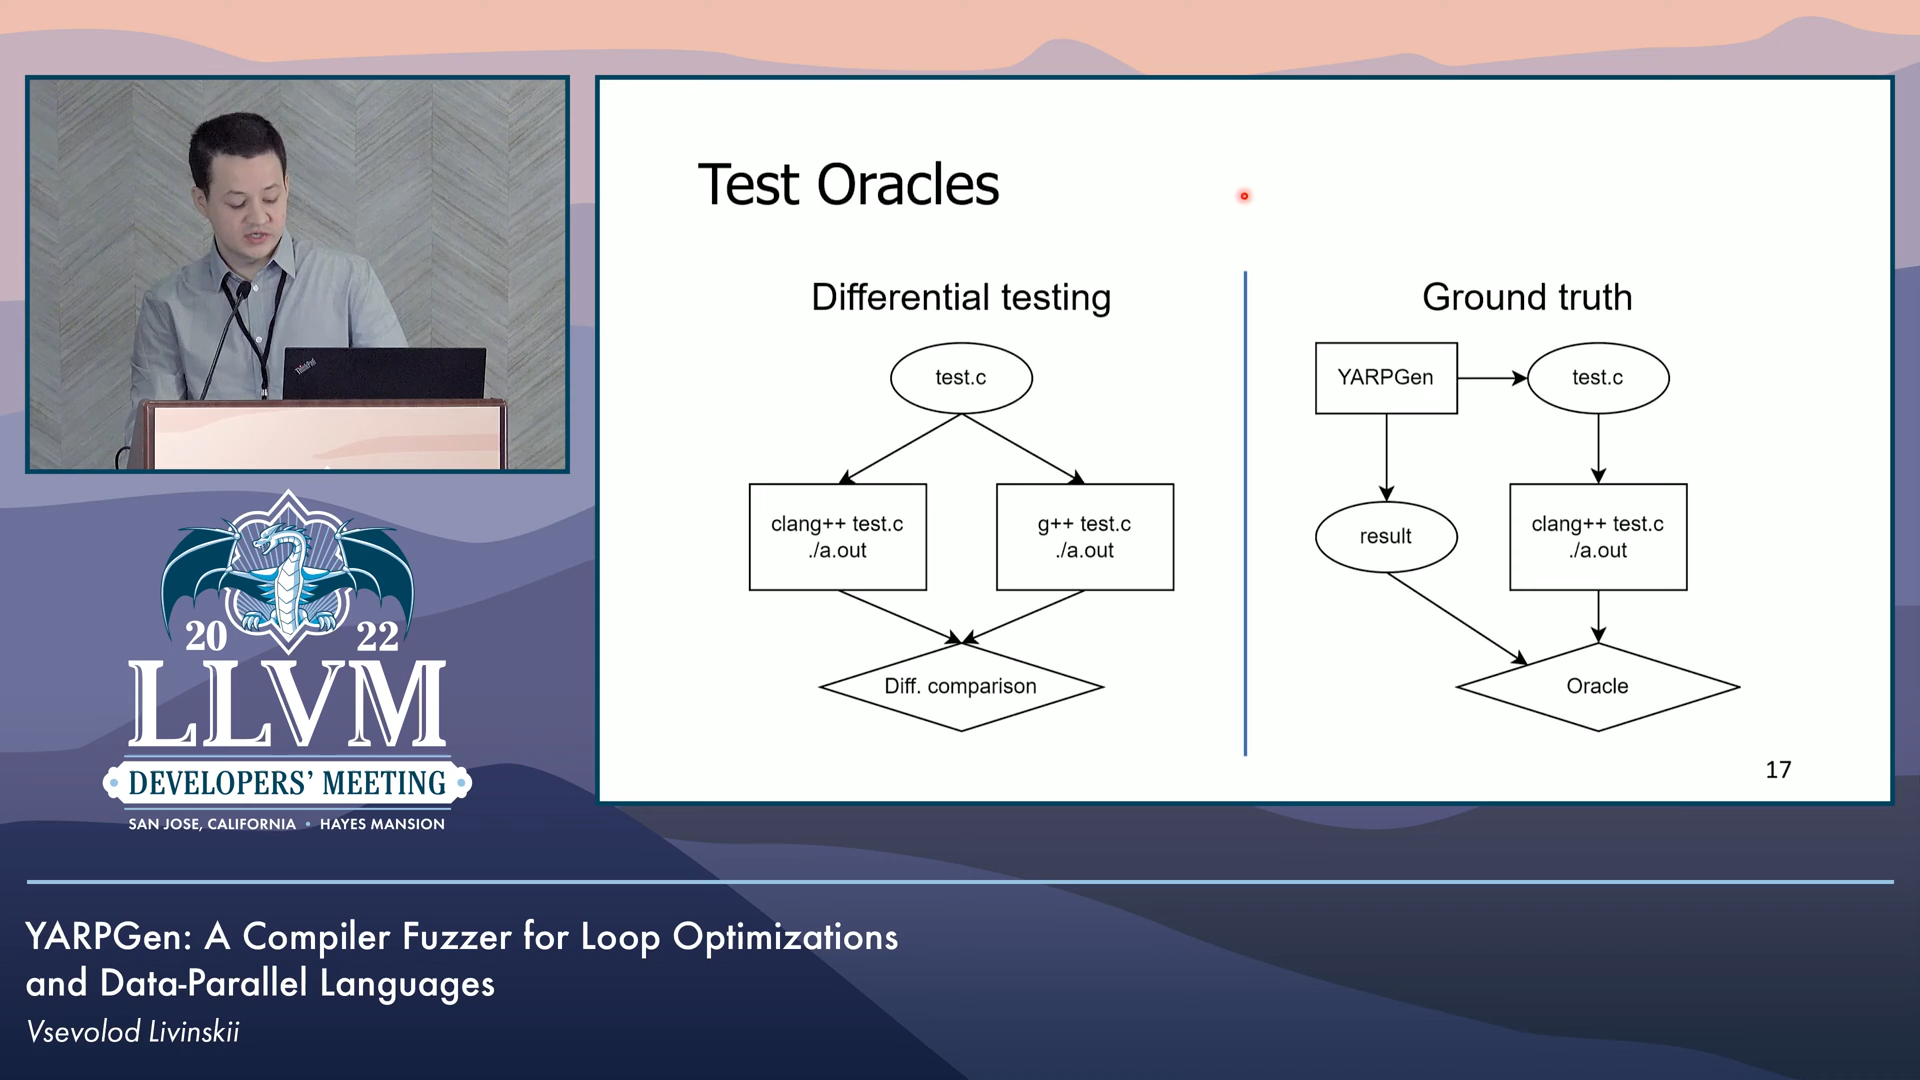 Test Oracles
Differential testing
test.c
clang++ test.c
./a.out
g++ test.c
./a.out
Diff. comparison
Ground truth
YARPGen
test.c
result
clang++ test.c
./a.out
Oracle
17
ThinkPad
20 22
LLVM
DEVELOPERS' MEETING
SAN JOSE, CALIFORNIA • HAYES MANSION
YARPGen: A Compiler Fuzzer for Loop Optimizations
and Data-Parallel Languages
Vsevolod Livinskii